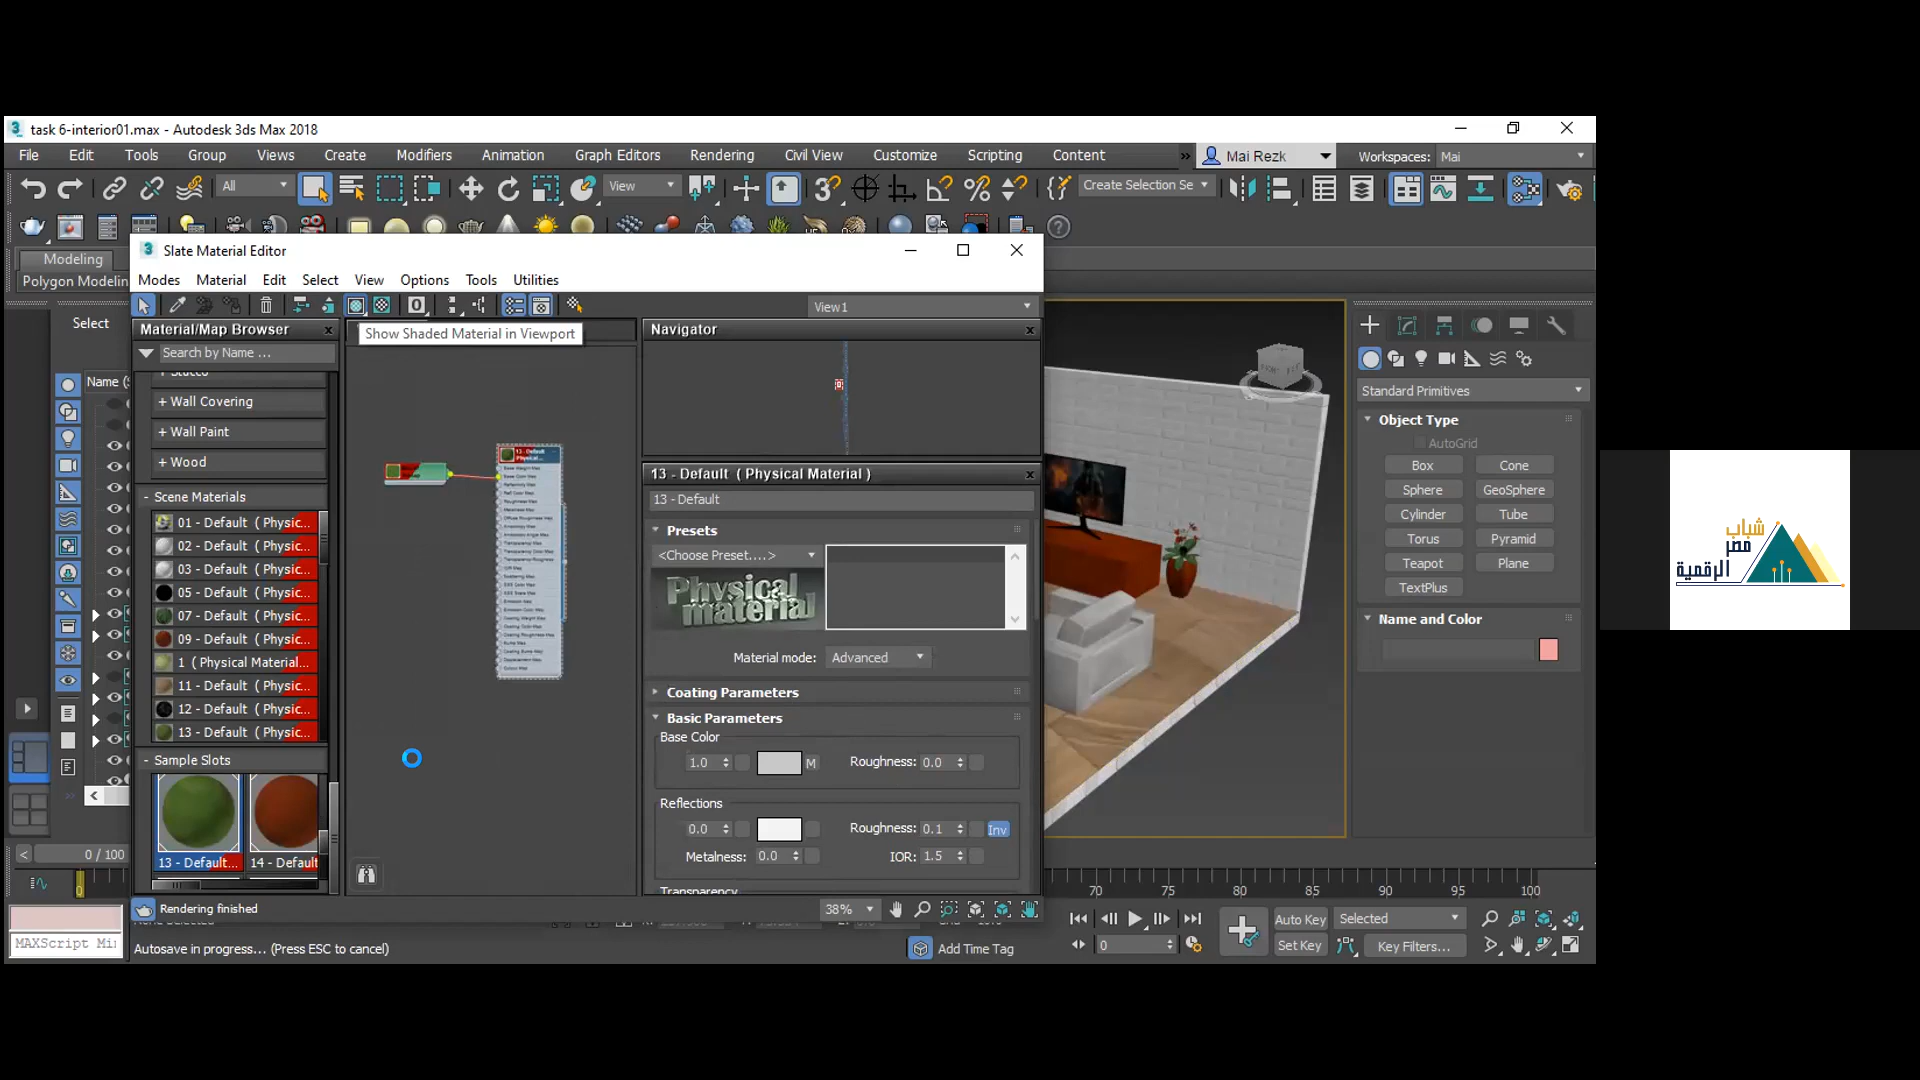 task 6-interior01.max - Autodesk 3ds Max 2018
File Edit Tools Group Views Create Modifiers Animation Graph Editors Rendering Civil View Customize Scripting Content » Mai Rezk Workspaces: Mai
All View Create Selection Se
Modeling
Polygon Modelin
Select
Name (S
Slate Material Editor
Modes Material Edit Select View Options Tools Utilities
View1
Show Shaded Material in Viewport
Material/Map Browser
Search by Name ...
Stucco
+ Wall Covering
+ Wall Paint
+ Wood
- Scene Materials
01 - Default ( Physic...
02 - Default ( Physic...
03 - Default ( Physic...
05 - Default ( Physic...
07 - Default ( Physic...
09 - Default ( Physic...
1 ( Physical Material...
11 - Default ( Physic...
12 - Default ( Physic...
13 - Default ( Physic...
- Sample Slots
13 - Default... 14 - Default
Navigator
13 - Default ( Physical Material )
13 - Default
Presets
<Choose Preset....>
Physical material
Material mode: Advanced
Coating Parameters
Basic Parameters
Base Color
1.0 M Roughness: 0.0
Reflections
0.0 Roughness: 0.1 Inv
Metalness: 0.0 IOR: 1.5
Transparency
Rendering finished
38%
Standard Primitives
Object Type
AutoGrid
Box Cone
Sphere GeoSphere
Cylinder Tube
Torus Pyramid
Teapot Plane
TextPlus
Name and Color
0 / 100
0
70 75 80 85 90 95 100
MAXScript Mi
Autosave in progress... (Press ESC to cancel)
Add Time Tag
0
Auto Key Selected
Set Key Key Filters...
شباب
مصر
الرقمية